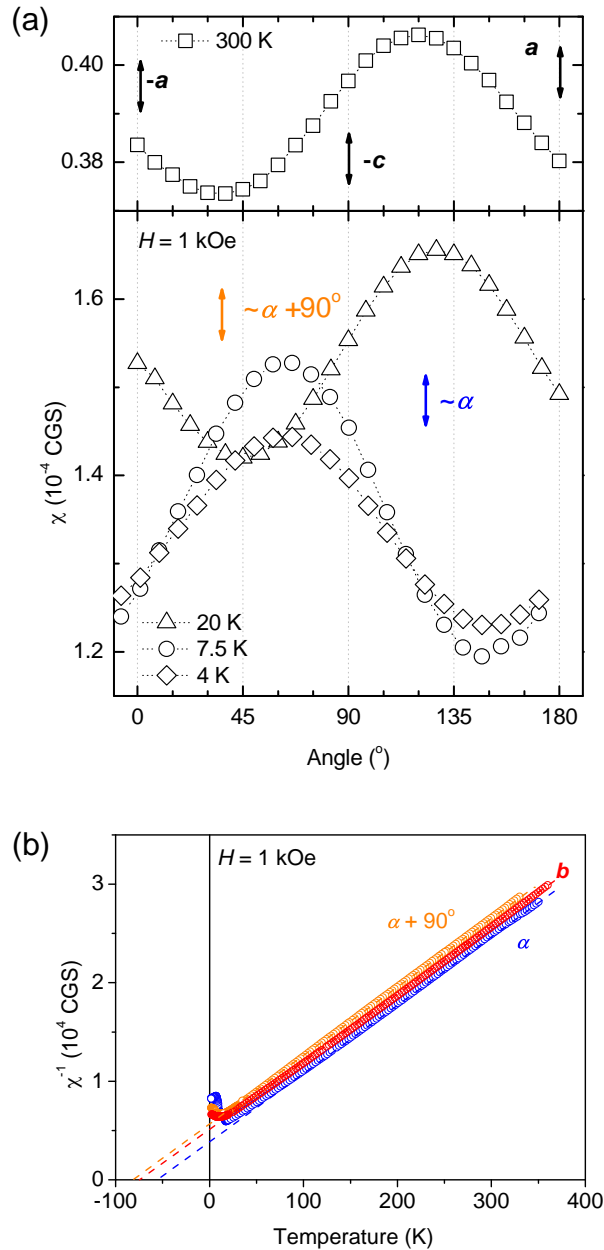 (a)
300 K
a
-a
0.40
-c
0.38
H = 1 kOe
1.6
~α +90°
~α
1.5
χ (10⁻⁴ CGS)
1.4
1.2
20 K
7.5 K
4 K
0 45 90 135 180
Angle (°)
(b)
H = 1 kOe
b
3
α + 90°
α
2
χ⁻¹ (10⁴ CGS)
1
0
-100 0 100 200 300 400
Temperature (K)